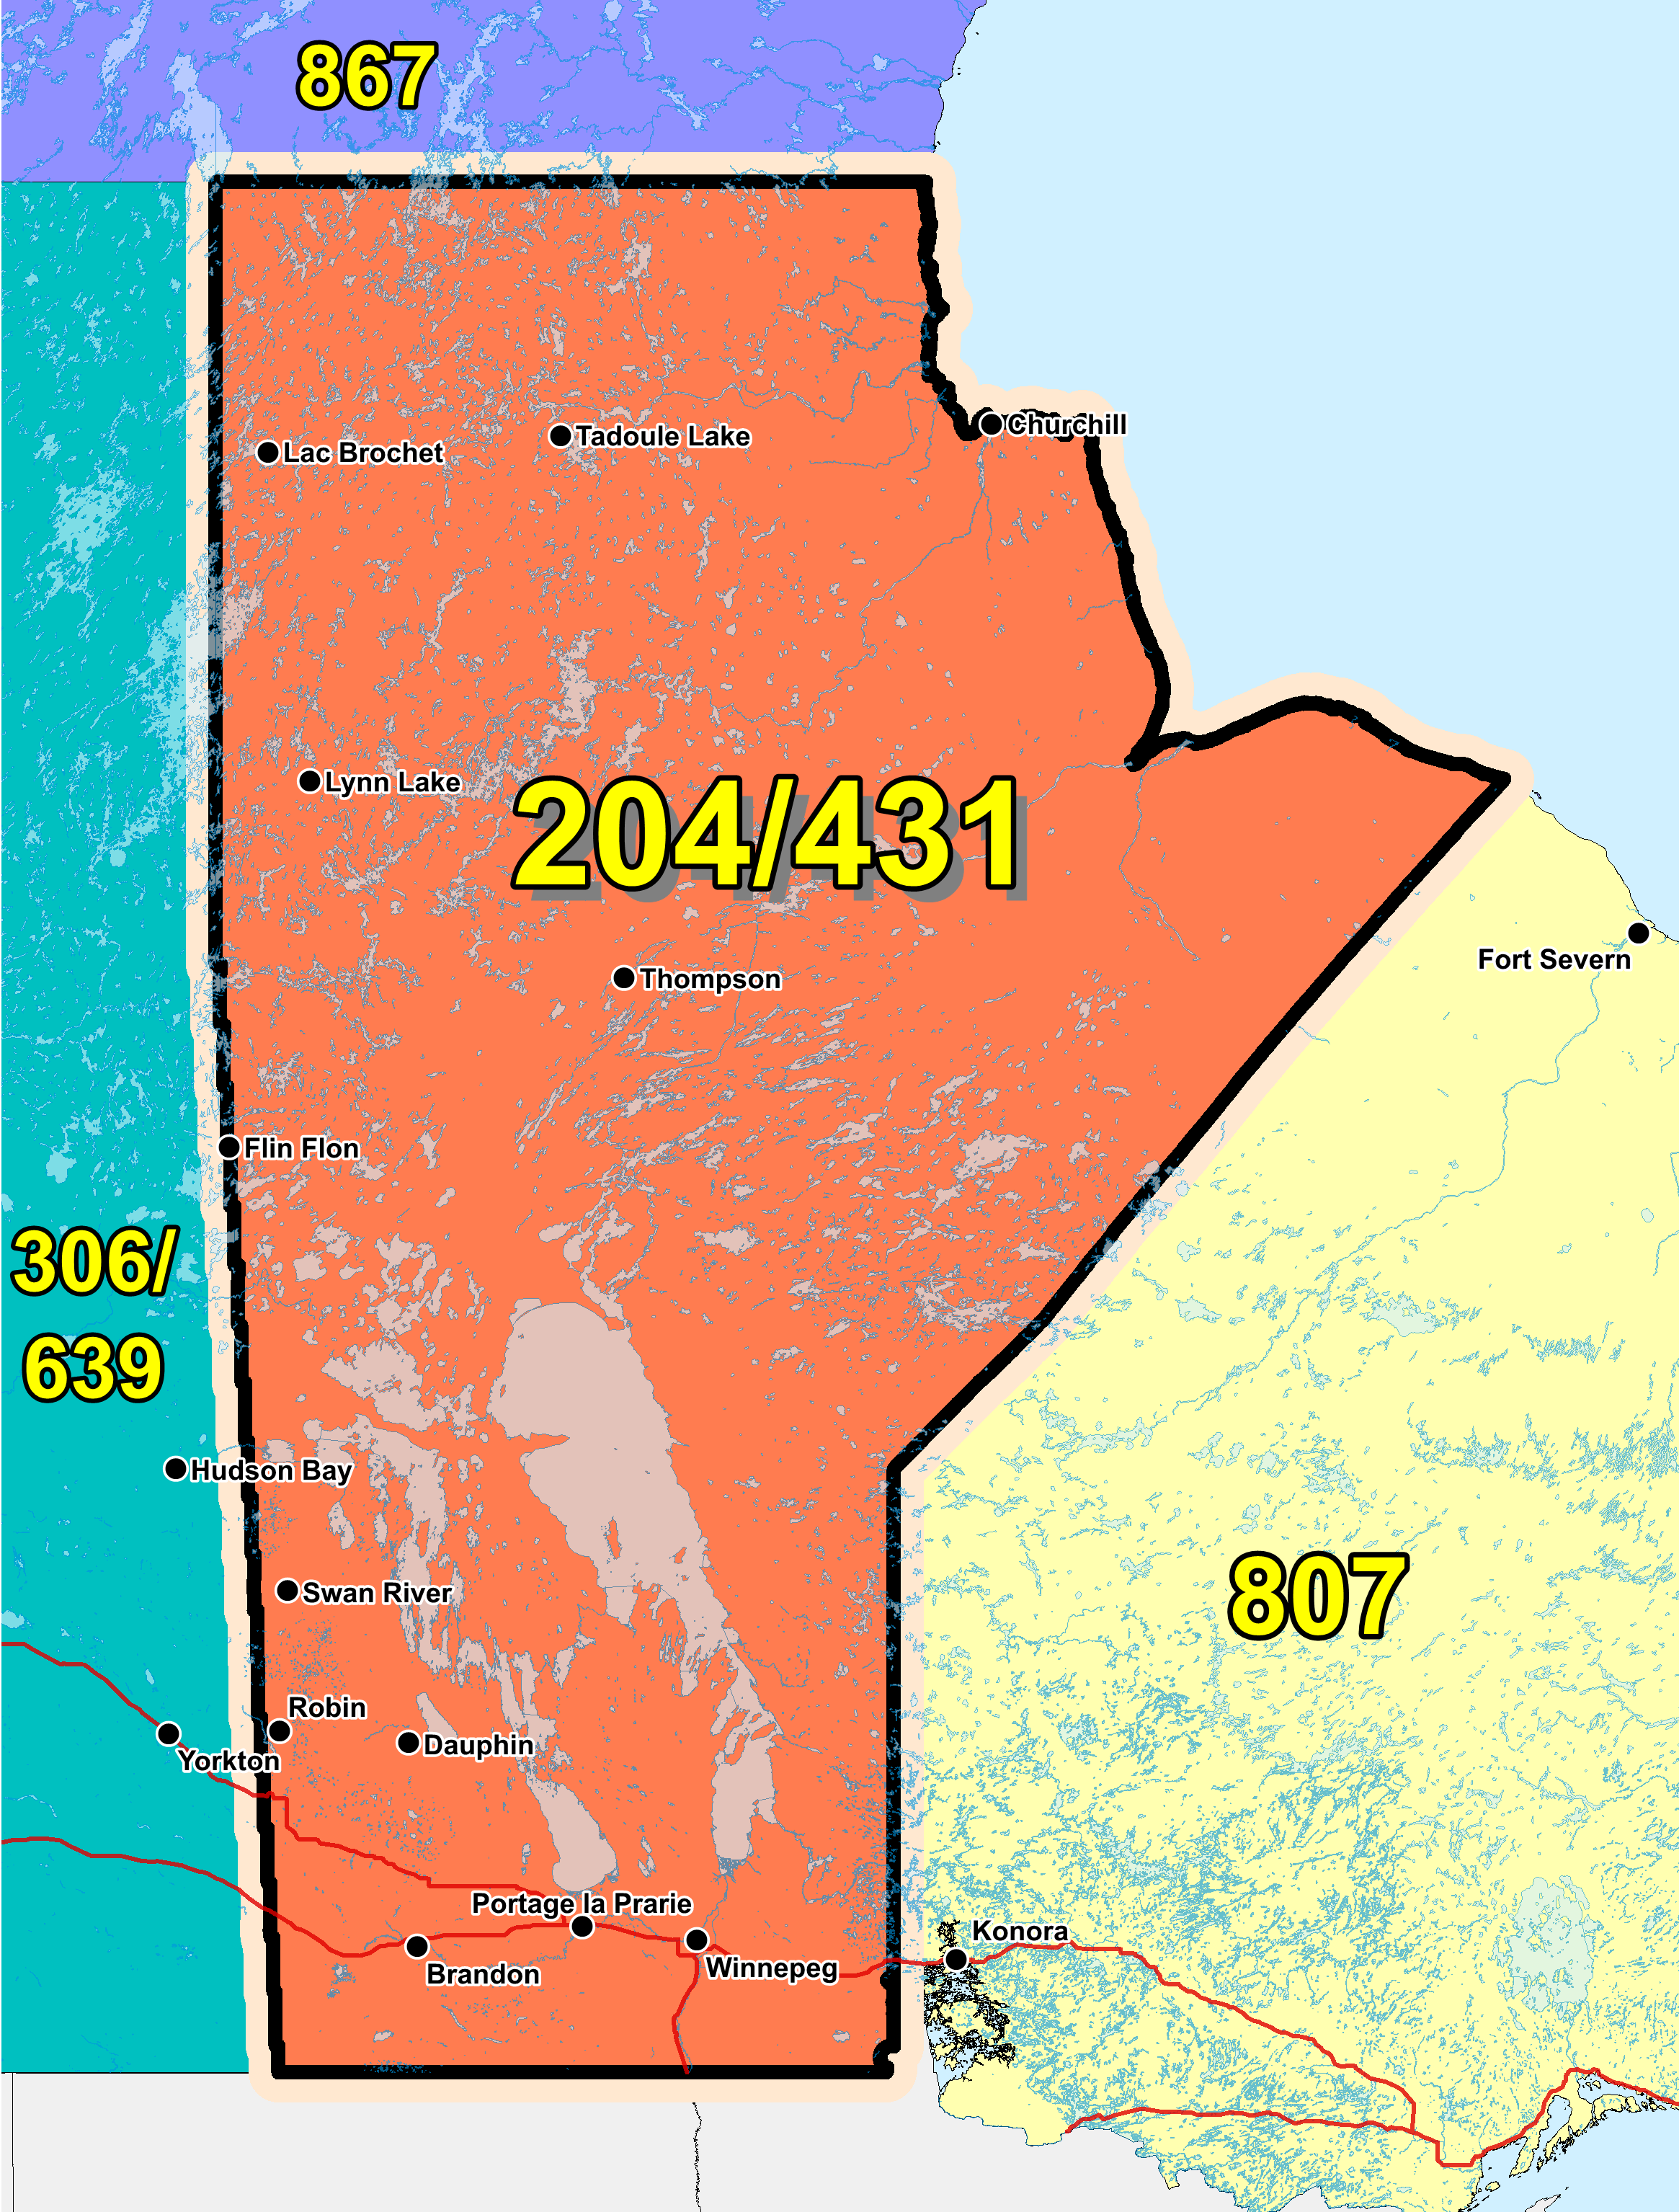 867
Churchill
Tadoule Lake
Lac Brochet
Lynn Lake
204/431
Fort Severn
Thompson
Flin Flon
306/
639
Hudson Bay
Swan River
807
Robin
Dauphin
Yorkton
Portage la Prarie
Konora
Winnepeg
Brandon